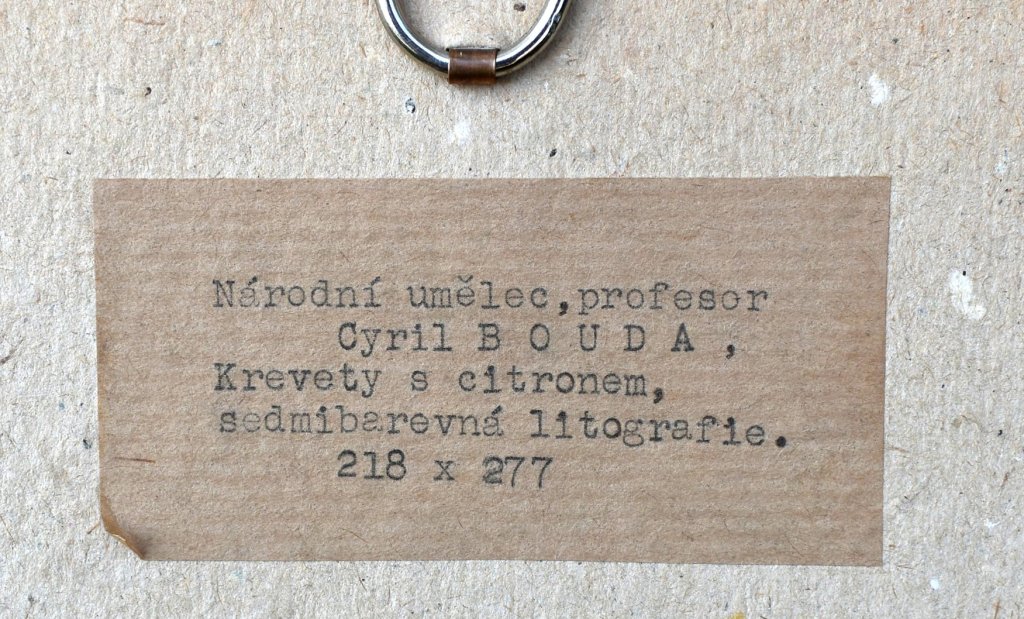 Národní umělec,profesor
Cyril B O U D A ,
Krevety s citronem,
sedmibarevná litografie.
218 x 277